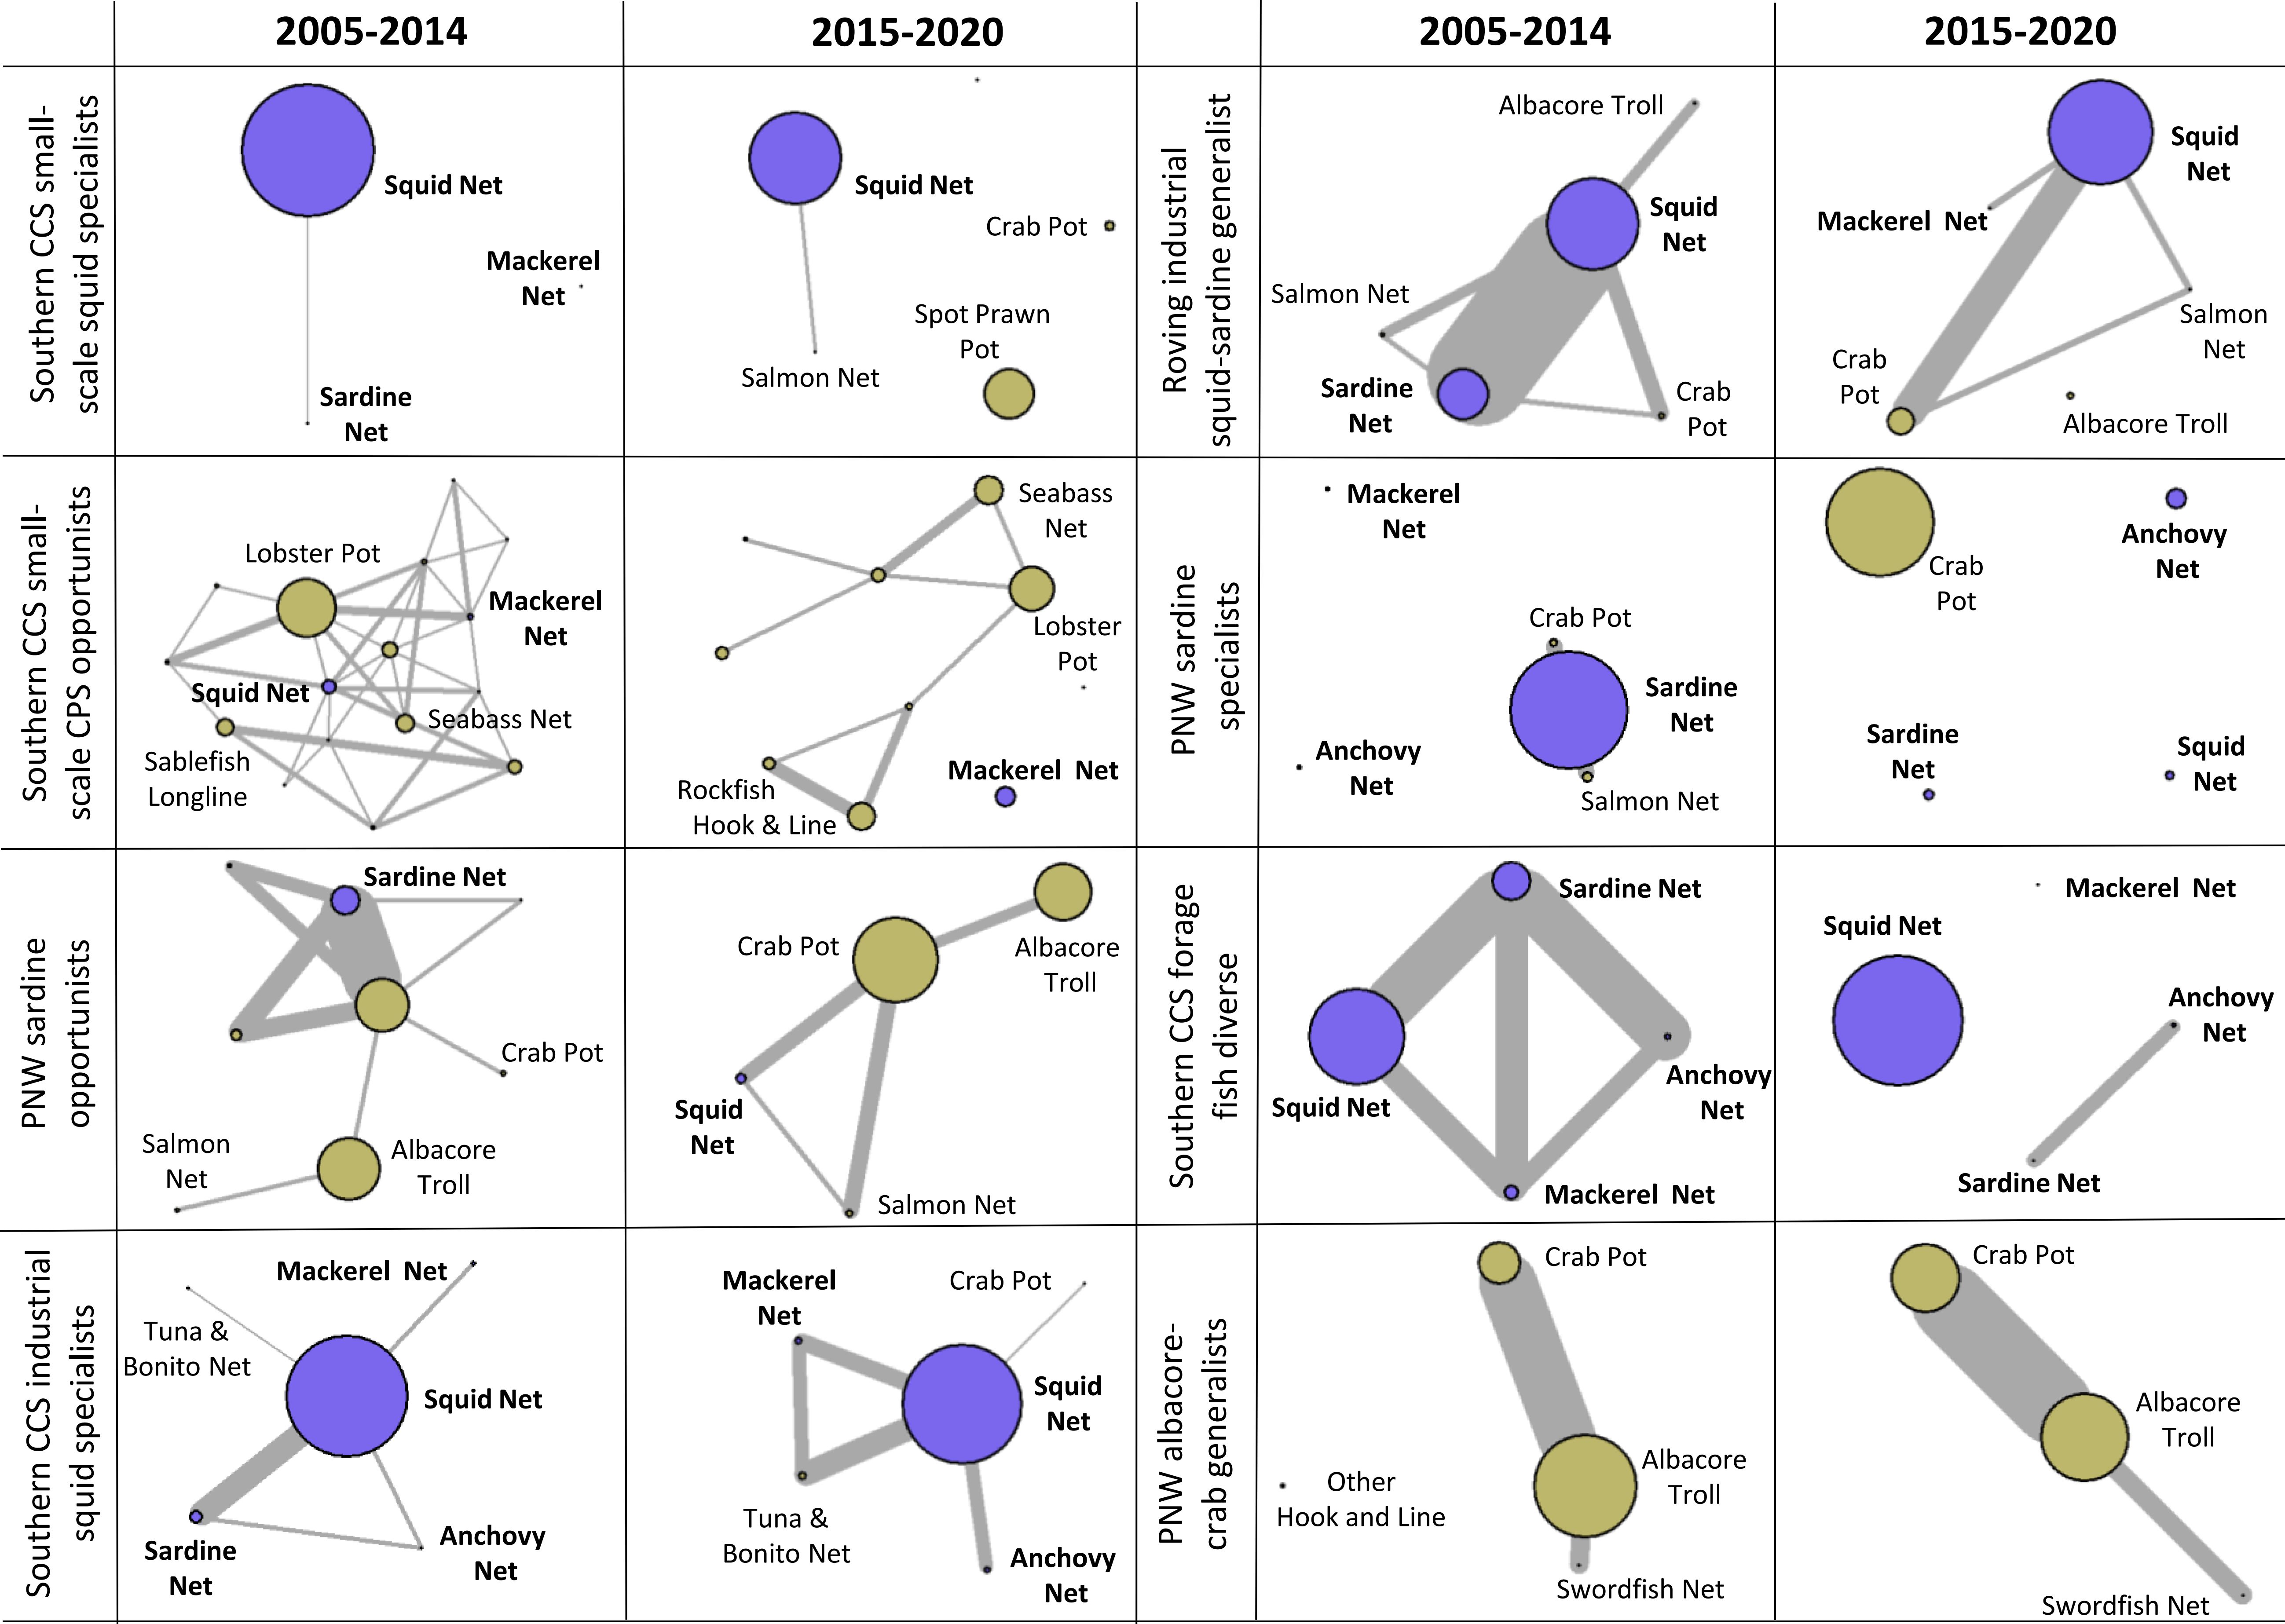 2005-2014
2015-2020
2005-2014
2015-2020
Southern CCS small-
scale squid specialists
Squid Net
Mackerel
Net
Sardine
Net
Squid Net
Crab Pot
Spot Prawn
Pot
Salmon Net
Roving industrial
squid-sardine generalist
Albacore Troll
Squid
Net
Salmon Net
Sardine
Net
Crab
Pot
Squid
Net
Mackerel Net
Salmon
Net
Crab
Pot
Albacore Troll
Southern CCS small-
scale CPS opportunists
Lobster Pot
Mackerel
Net
Squid Net
Seabass Net
Sablefish
Longline
Seabass
Net
Lobster
Pot
Rockfish
Hook & Line
Mackerel Net
PNW sardine
specialists
Mackerel
Net
Crab Pot
Sardine
Net
Anchovy
Net
Salmon Net
Crab
Pot
Anchovy
Net
Sardine
Net
Squid
Net
PNW sardine
opportunists
Sardine Net
Crab Pot
Salmon
Net
Albacore
Troll
Crab Pot
Albacore
Troll
Squid
Net
Salmon Net
Southern CCS forage
fish diverse
Sardine Net
Squid Net
Anchovy
Net
Mackerel Net
Mackerel Net
Squid Net
Anchovy
Net
Sardine Net
Southern CCS industrial
squid specialists
Mackerel Net
Tuna &
Bonito Net
Squid Net
Sardine
Net
Anchovy
Net
Mackerel
Net
Crab Pot
Squid
Net
Tuna &
Bonito Net
Anchovy
Net
PNW albacore-
crab generalists
Crab Pot
Albacore
Troll
Other
Hook and Line
Swordfish Net
Crab Pot
Albacore
Troll
Swordfish Net